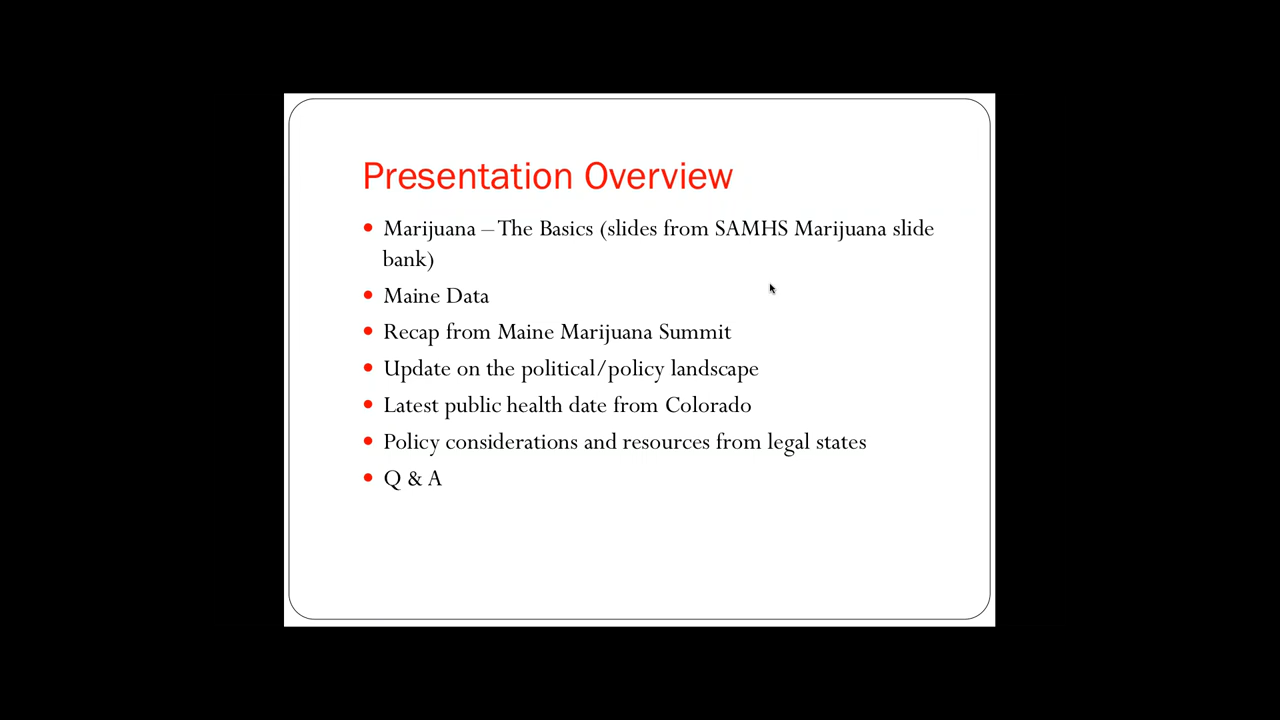 Presentation Overview
• Marijuana – The Basics (slides from SAMHS Marijuana slide
bank)
• Maine Data
• Recap from Maine Marijuana Summit
• Update on the political/policy landscape
• Latest public health date from Colorado
• Policy considerations and resources from legal states
• Q & A